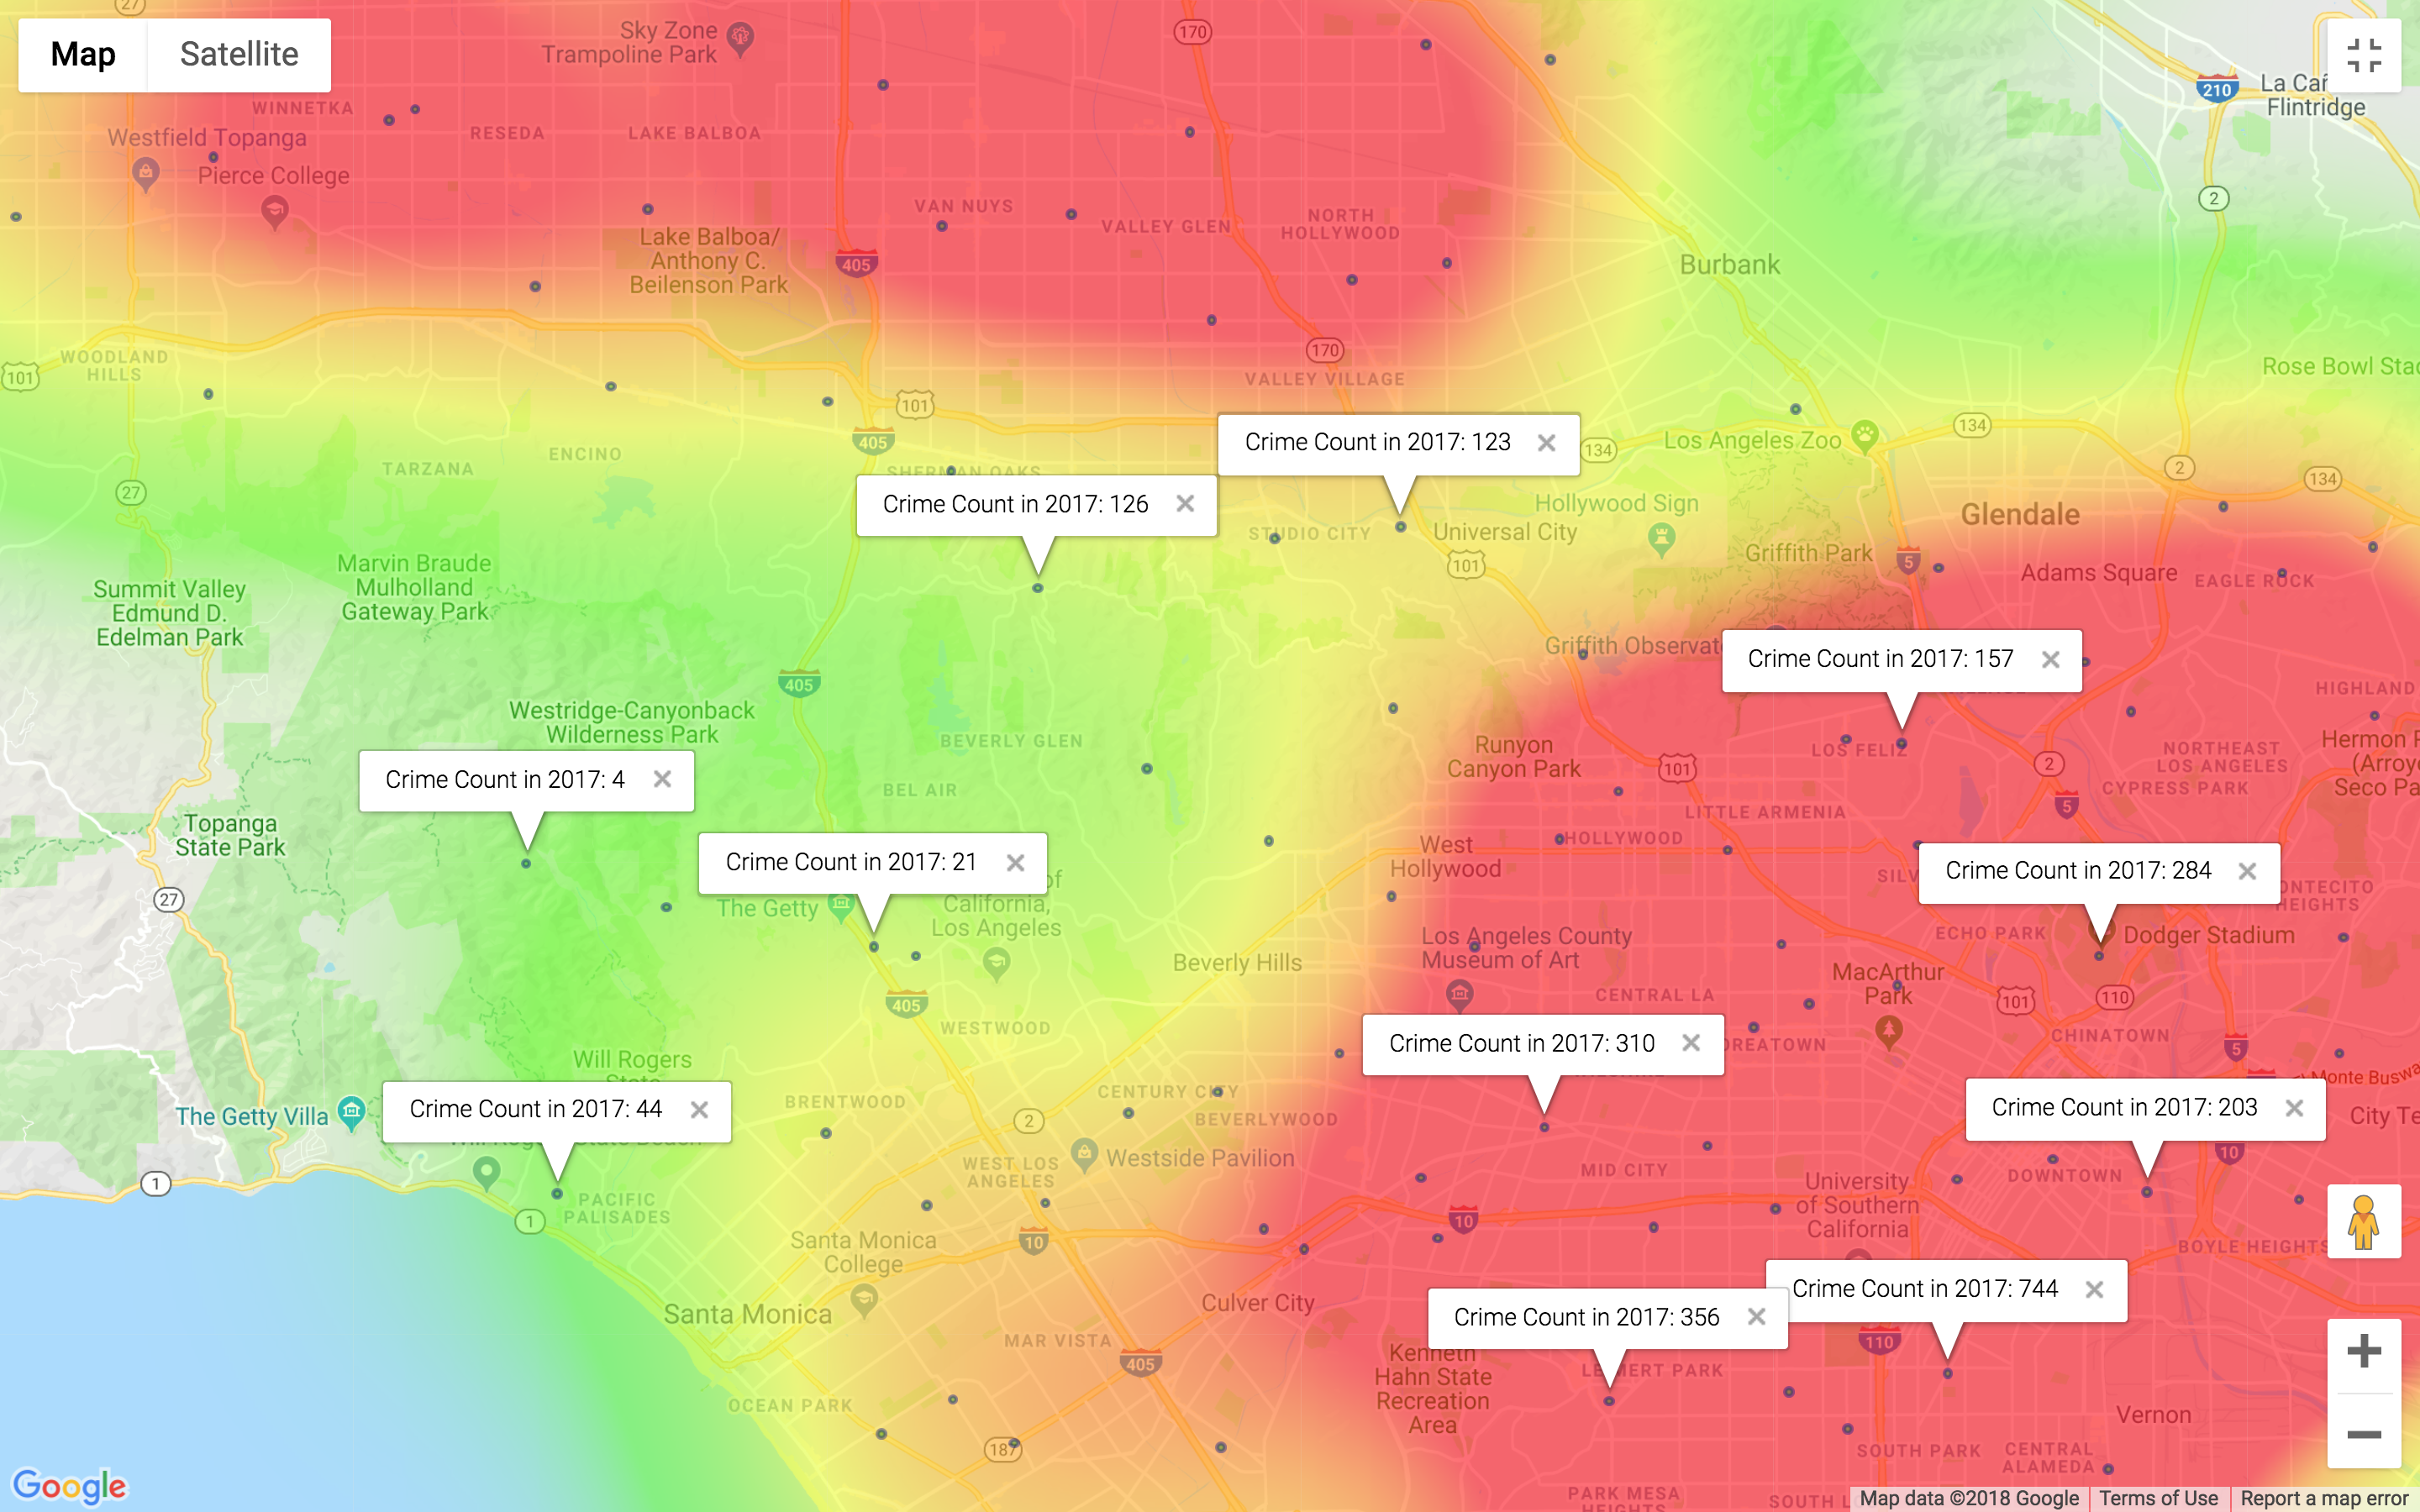 27
Map
Satellite
Sky Zone
Trampoline Park
170
210
La Cañ
Flintridge
WINNETKA
Westfield Topanga
RESEDA
LAKE BALBOA
Pierce College
2
VAN NUYS
VALLEY GLEN
NORTH
HOLLYWOOD
Lake Balboa/
Anthony C.
Beilenson Park
405
Burbank
WOODLAND
HILLS
101
170
VALLEY VILLAGE
Rose Bowl Sta
101
405
134
Crime Count in 2017: 123
134
Los Angeles Zoo
ENCINO
TARZANA
SHERMAN OAKS
2
134
27
Crime Count in 2017: 126
Hollywood Sign
STUDIO CITY
Universal City
Glendale
Griffith Park
101
5
Marvin Braude
Mulholland
Gateway Park
Summit Valley
Edmund D.
Edelman Park
Adams Square
EAGLE ROCK
Griffith Observat
Crime Count in 2017: 157
405
HIGHLAND
Westridge-Canyonback
Wilderness Park
BEVERLY GLEN
Runyon
Canyon Park
101
LOS FELIZ
2
NORTHEAST
LOS ANGELES
Hermon P
(Arroy
Seco Pa
Crime Count in 2017: 4
BEL AIR
5
CYPRESS PARK
LITTLE ARMENIA
Topanga
State Park
HOLLYWOOD
West
Hollywood
Crime Count in 2017: 21
SILV
Crime Count in 2017: 284
ONTECITO
HEIGHTS
27
The Getty
of
California,
Los Angeles
Los Angeles County
Museum of Art
ECHO PARK
Dodger Stadium
Beverly Hills
MacArthur
Park
CENTRAL LA
101
110
405
WESTWOOD
CHINATOWN
Crime Count in 2017: 310
OREATOWN
5
Will Rogers
State
Monte Buswa
CENTURY CITY
BRENTWOOD
The Getty Villa
Crime Count in 2017: 44
2
BEVERLYWOOD
Crime Count in 2017: 203
City Te
Will Rog
State Beach
10
WEST LOS
ANGELES
Westside Pavilion
MID CITY
DOWNTOWN
1
University
of Southern
California
PACIFIC
PALISADES
1
10
10
Santa Monica
College
BOYLE HEIGHTS
Crime Count in 2017: 744
Culver City
Crime Count in 2017: 356
Santa Monica
MAR VISTA
405
110
Kenneth
Hahn State
Recreation
Area
LEIMERT PARK
OCEAN PARK
Vernon
187
SOUTH PARK
CENTRAL
ALAMEDA
Google
PARK MESA
HEIGHTS
SOUTH L
Map data ©2018 Google
Terms of Use
Report a map error